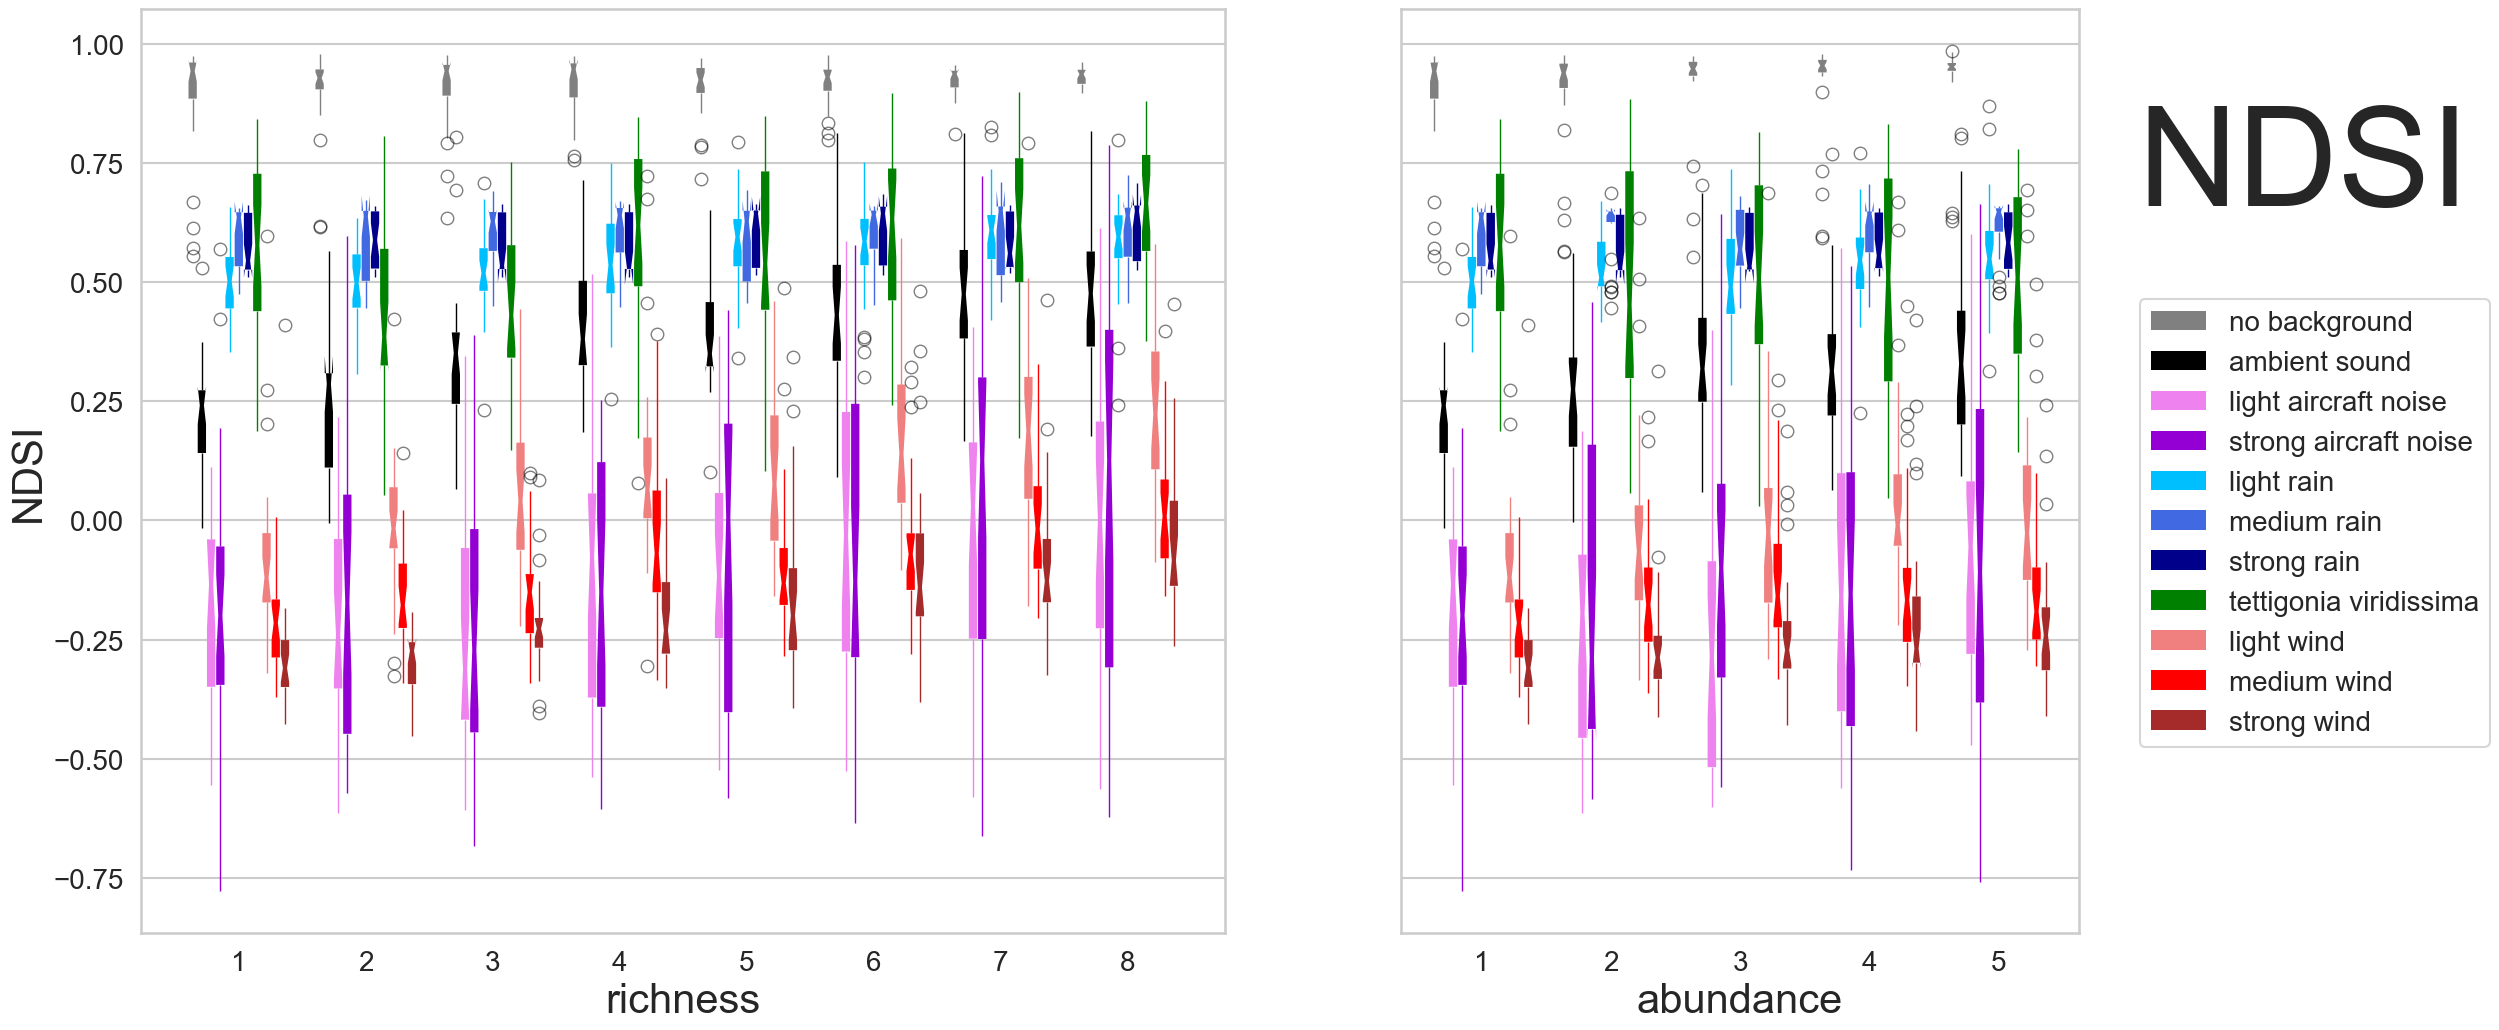 NDSI
1.00
0.75
0.50
0.25
0.00
−0.25
−0.50
−0.75
1 2 3 4 5 6 7 8
richness
1 2 3 4 5
abundance
NDSI
no background
ambient sound
light aircraft noise
strong aircraft noise
light rain
medium rain
strong rain
tettigonia viridissima
light wind
medium wind
strong wind